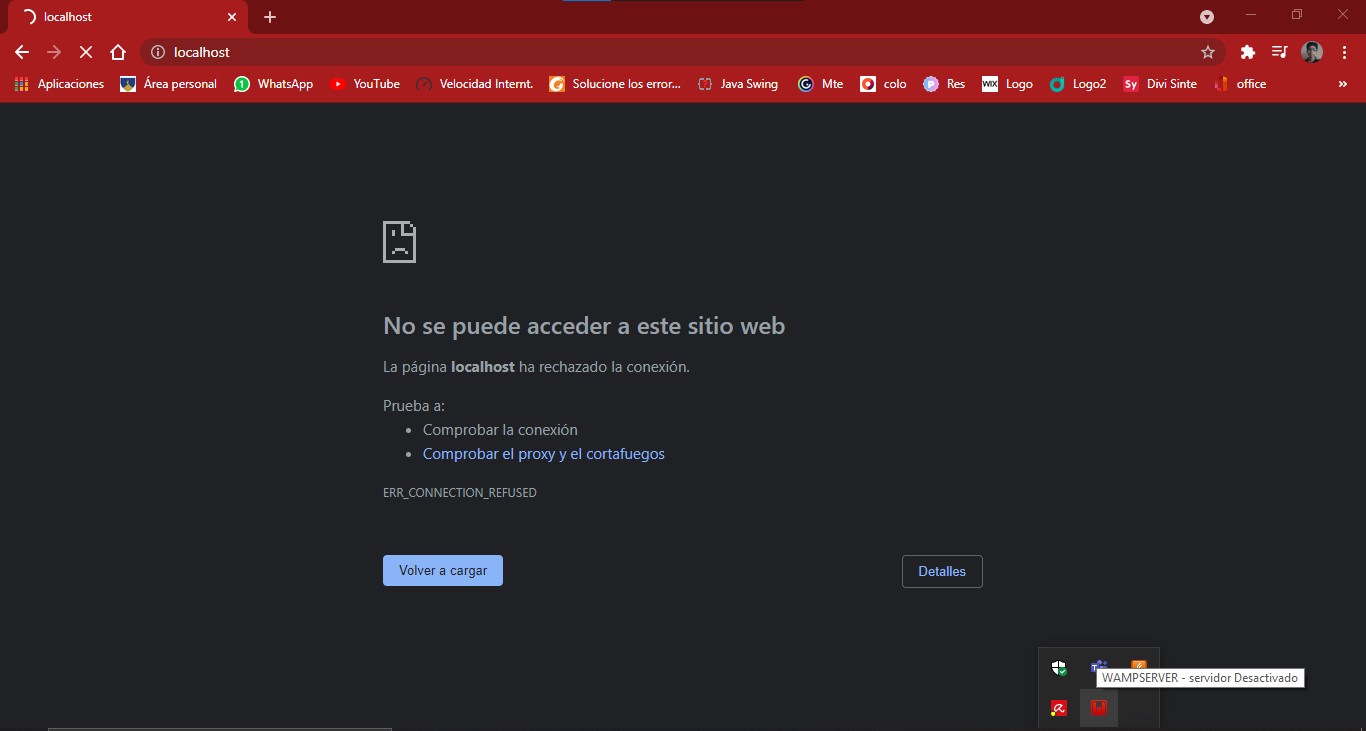 localhost
localhost
Aplicaciones Área personal WhatsApp YouTube Velocidad Internt. Solucione los error... Java Swing Mte colo Res WIX Logo Logo2 Sy Divi Sinte office »
No se puede acceder a este sitio web
La página localhost ha rechazado la conexión.
Prueba a:
• Comprobar la conexión
• Comprobar el proxy y el cortafuegos
ERR_CONNECTION_REFUSED
Volver a cargar Detalles
WAMPSERVER - servidor Desactivado